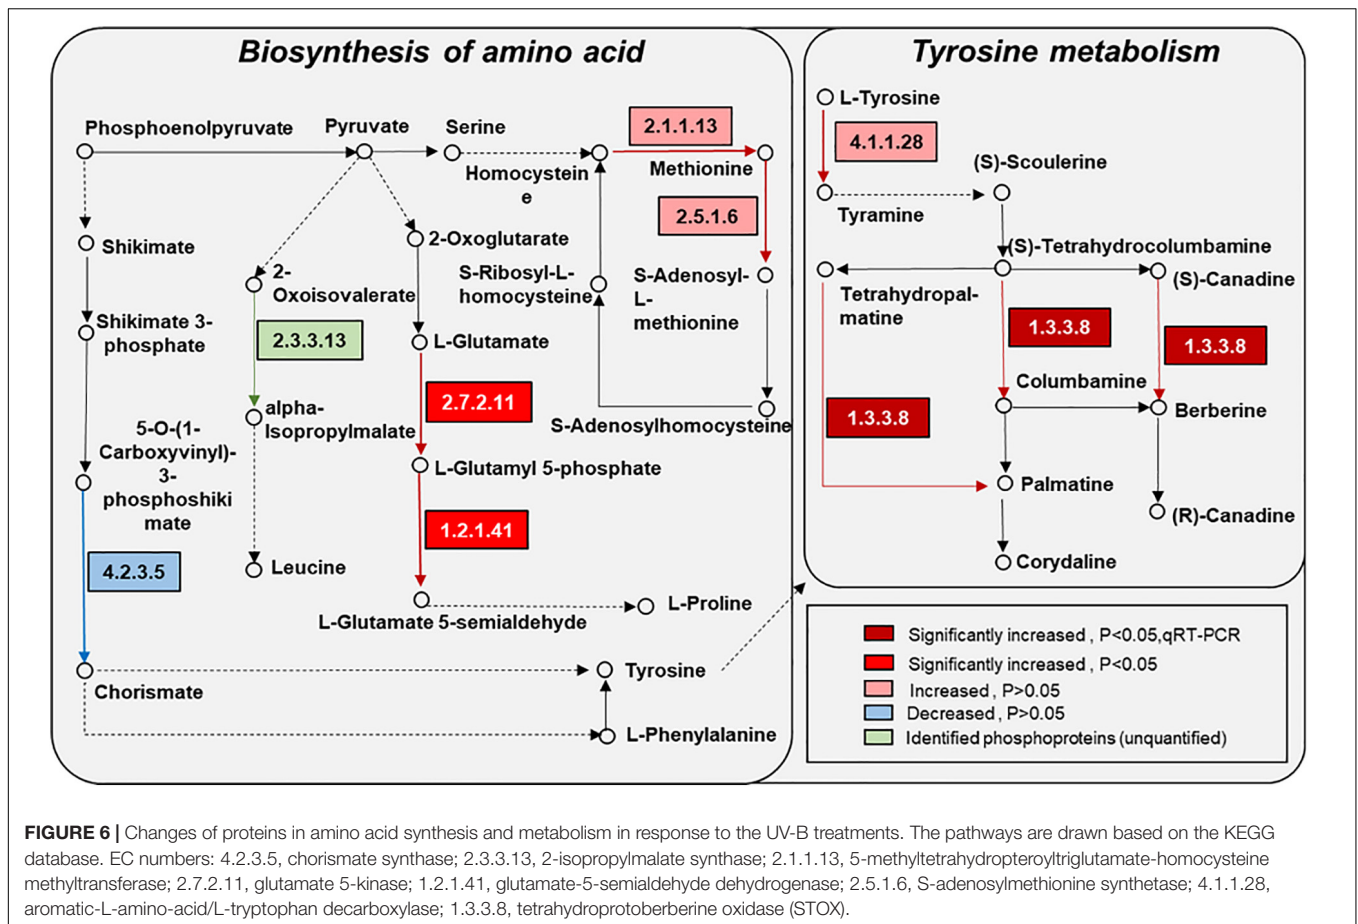 Biosynthesis of amino acid
Phosphoenolpyruvate
Pyruvate
Serine
2.1.1.13
Homocystein
e
Methionine
2.5.1.6
Shikimate
2-Oxoglutarate
2-
Oxoisovalerate
S-Ribosyl-L-
homocysteine
S-Adenosyl-
L-
methionine
Shikimate 3-
phosphate
2.3.3.13
L-Glutamate
2.7.2.11
alpha-
Isopropylmalate
S-Adenosylhomocysteine
5-O-(1-
Carboxyvinyl)-
3-
phosphoshiki
mate
L-Glutamyl 5-phosphate
1.2.1.41
4.2.3.5
Leucine
L-Glutamate 5-semialdehyde
L-Proline
Chorismate
Tyrosine
L-Phenylalanine
Tyrosine metabolism
L-Tyrosine
4.1.1.28
(S)-Scoulerine
Tyramine
(S)-Tetrahydrocolumbamine
Tetrahydropal-
matine
(S)-Canadine
1.3.3.8
1.3.3.8
Columbamine
1.3.3.8
Berberine
Palmatine
(R)-Canadine
Corydaline
Significantly increased , P<0.05,qRT-PCR
Significantly increased , P<0.05
Increased , P>0.05
Decreased , P>0.05
Identified phosphoproteins (unquantified)
FIGURE 6 | Changes of proteins in amino acid synthesis and metabolism in response to the UV-B treatments. The pathways are drawn based on the KEGG
database. EC numbers: 4.2.3.5, chorismate synthase; 2.3.3.13, 2-isopropylmalate synthase; 2.1.1.13, 5-methyltetrahydropteroyltriglutamate-homocysteine
methyltransferase; 2.7.2.11, glutamate 5-kinase; 1.2.1.41, glutamate-5-semialdehyde dehydrogenase; 2.5.1.6, S-adenosylmethionine synthetase; 4.1.1.28,
aromatic-L-amino-acid/L-tryptophan decarboxylase; 1.3.3.8, tetrahydroprotoberberine oxidase (STOX).